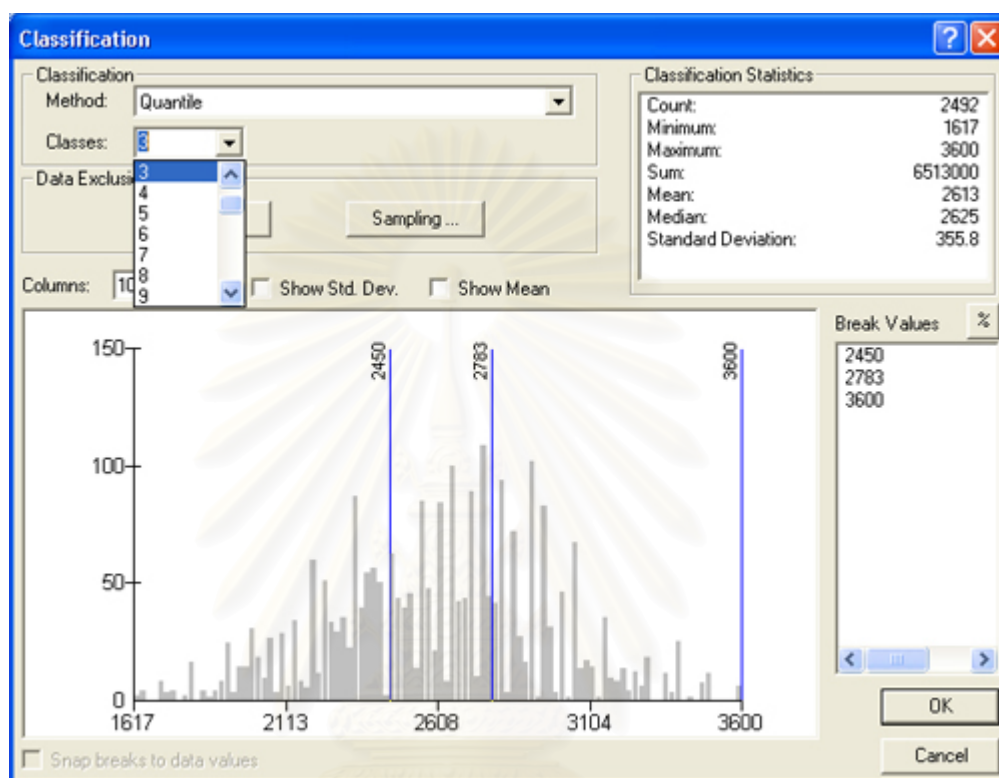 Classification
Classification
Method: Quantile
Classes: 3
3
4
5
6
7
8
9
Data Exclusi
Sampling ...
Columns: 10
Show Std. Dev.
Show Mean
Classification Statistics
Count: 2492
Minimum: 1617
Maximum: 3600
Sum: 6513000
Mean: 2613
Median: 2625
Standard Deviation: 355.8
Break Values %
2450
2783
3600
150
100
50
0
2450
2783
3600
1617 2113 2608 3104 3600
Snap breaks to data values
OK
Cancel